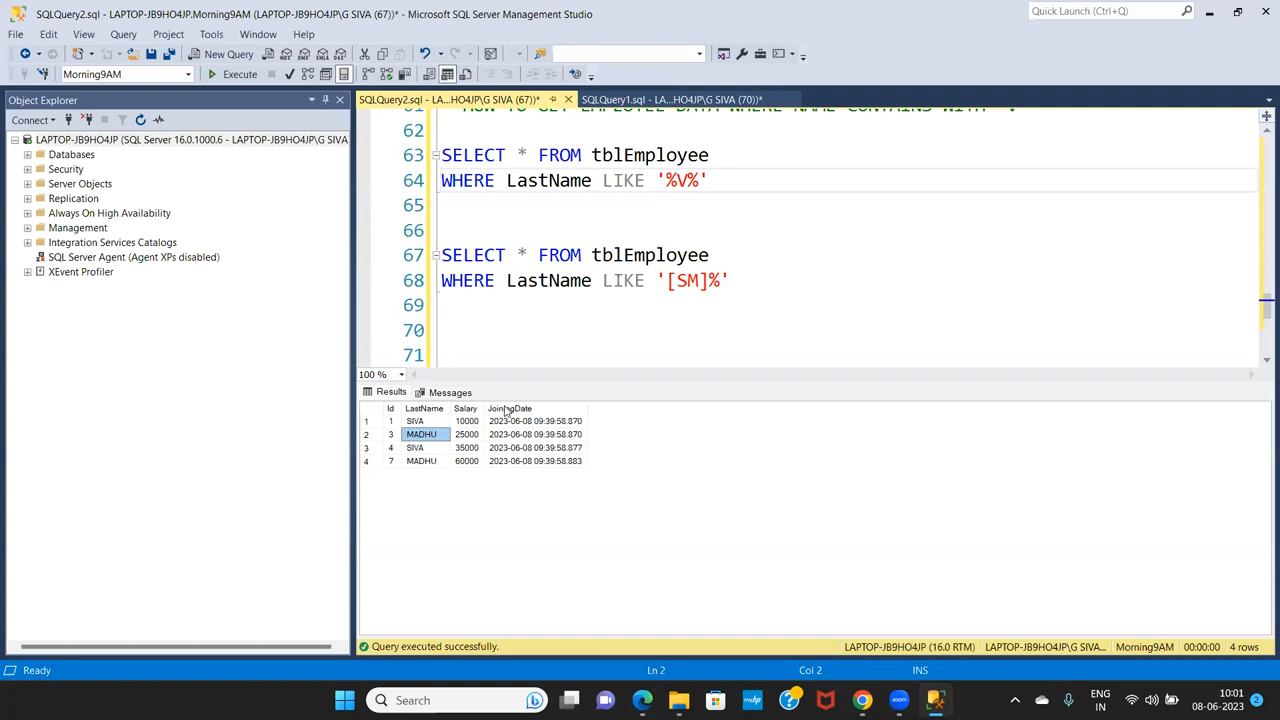 SQLQuery2.sql - LAPTOP-JB9HO4JP.Morning9AM (LAPTOP-JB9HO4JP\G SIVA (67))* - Microsoft SQL Server Management Studio
Quick Launch (Ctrl+Q)
File Edit View Query Project Tools Window Help
New Query
Morning9AM
Execute
Object Explorer
SQLQuery2.sql - LA...HO4JP\G SIVA (67))*
SQLQuery1.sql - LA...HO4JP\G SIVA (70))*
Connect
LAPTOP-JB9HO4JP (SQL Server 16.0.1000.6 - LAPTOP-JB9HO4JP\G SIVA
Databases
Security
Server Objects
Replication
Always On High Availability
Management
Integration Services Catalogs
SQL Server Agent (Agent XPs disabled)
XEvent Profiler
62
63 SELECT * FROM tblEmployee
64 WHERE LastName LIKE '%V%'
65
66
67 SELECT * FROM tblEmployee
68 WHERE LastName LIKE '[SM]%'
69
70
71
100 %
Results Messages
Id LastName Salary JoiningDate
1 1 SIVA 10000 2023-06-08 09:39:58.870
2 3 MADHU 25000 2023-06-08 09:39:58.870
3 4 SIVA 35000 2023-06-08 09:39:58.877
4 7 MADHU 60000 2023-06-08 09:39:58.883
Query executed successfully.
LAPTOP-JB9HO4JP (16.0 RTM) LAPTOP-JB9HO4JP\G SIVA... Morning9AM 00:00:00 4 rows
Ready Ln 2 Col 2 INS
Search
zoom
ENG
IN
10:01
08-06-2023
2